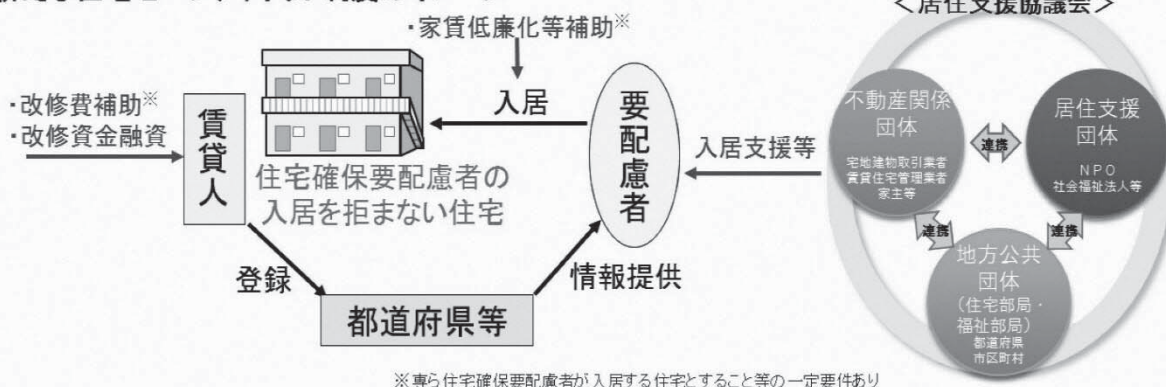 <居住支援協議会>
・家賃低廉化等補助※
・改修費補助※
・改修資金融資
賃貸人
入居
要配慮者
住宅確保要配慮者の
入居を拒まない住宅
入居支援等
登録
情報提供
都道府県等
不動産関係
団体
宅地建物取引業者
賃貸住宅管理業者
家主等
連携
居住支援
団体
NPO
社会福祉法人等
連携
連携
地方公共
団体
(住宅部局・
福祉部局)
都道府県
市区町村
※専ら住宅確保要配慮者が入居する住宅とすること等の一定要件あり